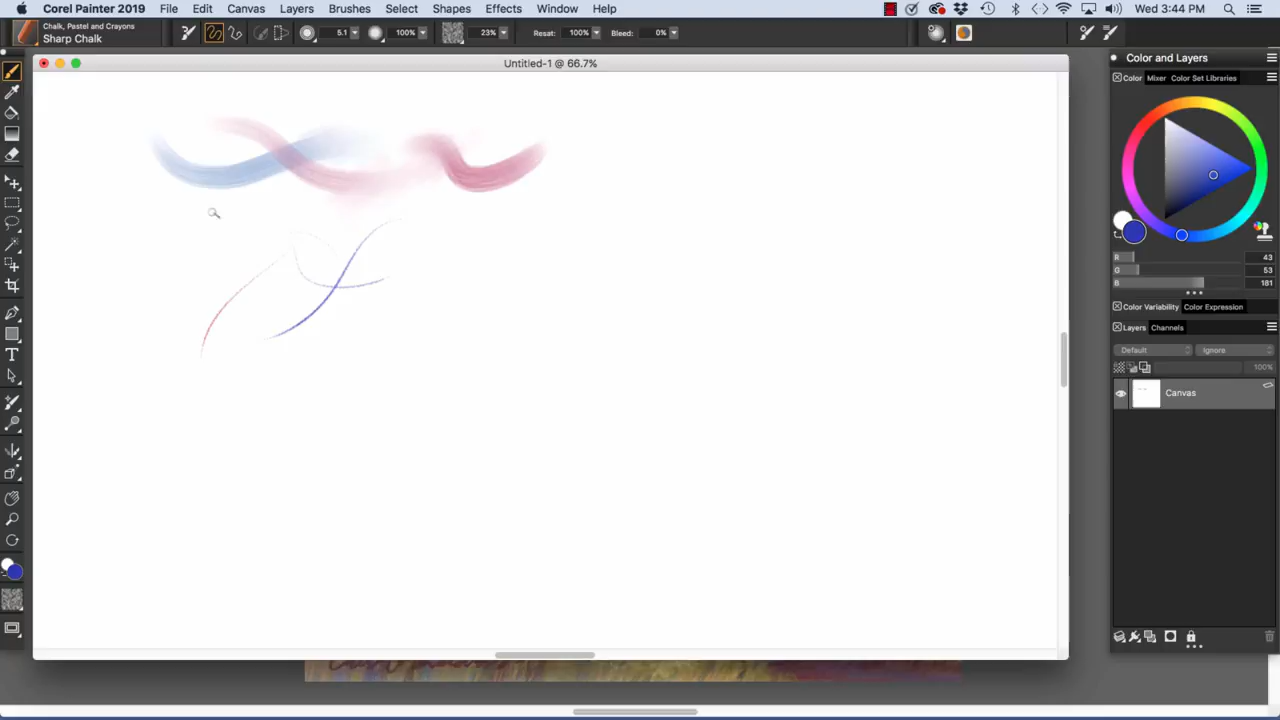 Corel Painter 2019 File Edit Canvas Layers Brushes Select Shapes Effects Window Help Wed 3:44 PM
Chalk, Pastel and Crayons
Sharp Chalk
5.1 100% 23% Resat: 100% Bleed: 0%
Untitled-1 @ 66.7%
Color and Layers
Color Mixer Color Set Libraries
R 43
G 53
B 181
Color Variability Color Expression
Layers Channels
Default Ignore
100%
Canvas